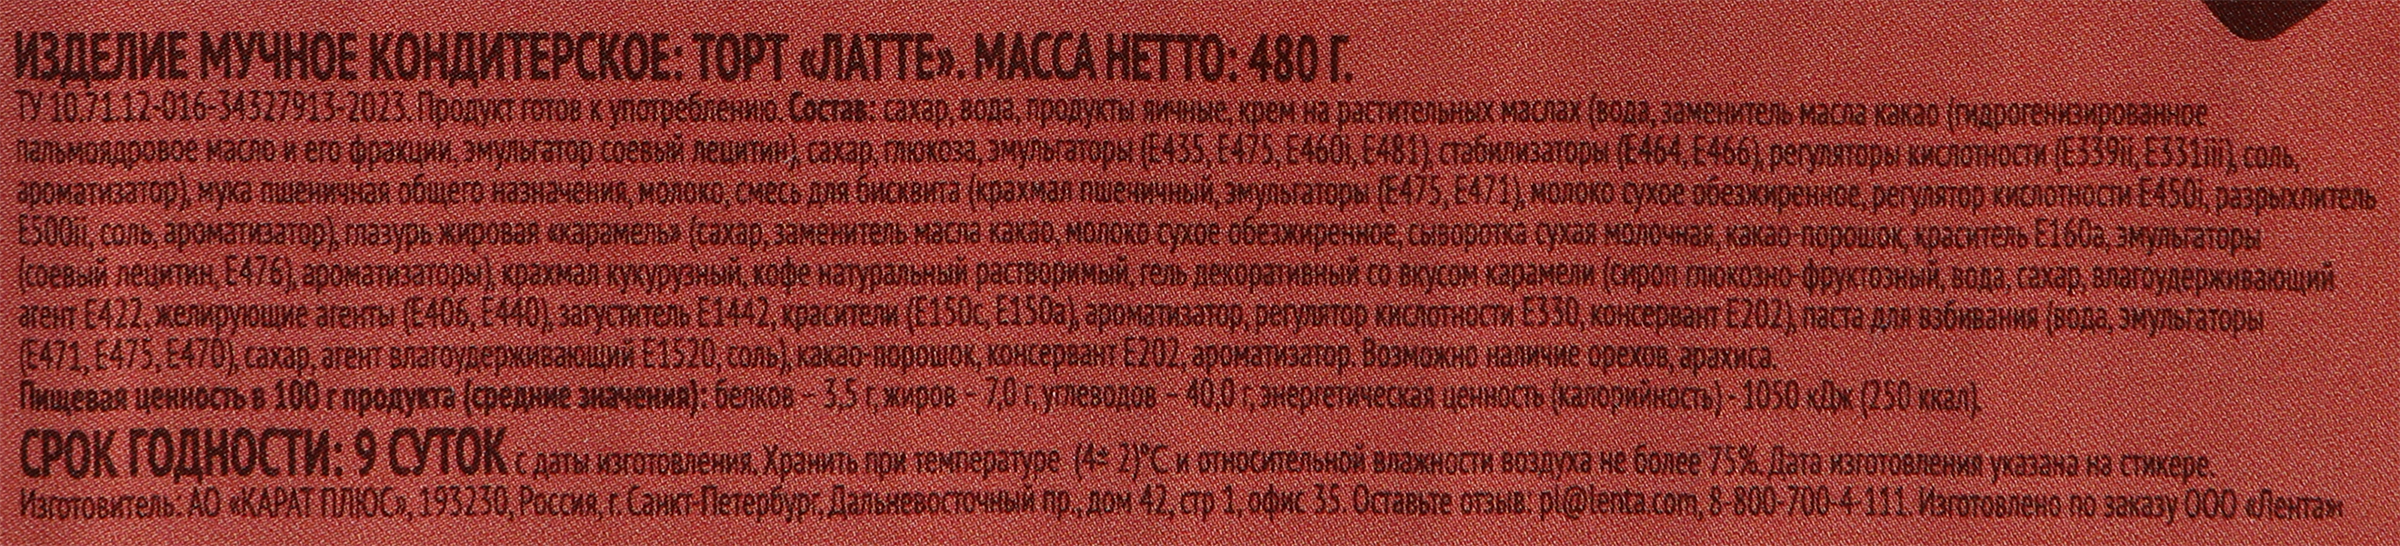 ИЗДЕЛИЕ МУЧНОЕ КОНДИТЕРСКОЕ: ТОРТ «ЛАТТЕ». МАССА НЕТТО: 480 Г.
ТУ 10.71.12-016-34327913-2023. Продукт готов к употреблению. Состав: сахар, вода, продукты яичные, крем на растительных маслах (вода, заменитель масла какао (гидрогенизированное
пальмоядровое масло и его фракции, эмульгатор соевый лецитин), сахар, глюкоза, эмульгаторы (Е435, Е475, Е460i, Е481), стабилизаторы (Е464, Е466), регуляторы кислотности (Е339ii, Е331iii), соль,
ароматизатор), мука пшеничная общего назначения, молоко, смесь для бисквита (крахмал пшеничный, эмульгаторы (Е475, Е471), молоко сухое обезжиренное, регулятор кислотности Е450i, разрыхлитель
Е500ii, соль, ароматизатор), глазурь жировая «карамель» (сахар, заменитель масла какао, молоко сухое обезжиренное, сыворотка сухая молочная, какао-порошок, краситель Е160а, эмульгаторы
(соевый лецитин, Е476), ароматизаторы), крахмал кукурузный, кофе натуральный растворимый, гель декоративный со вкусом карамели (сироп глюкозно-фруктозный, вода, сахар, влагоудерживающий
агент Е422, желирующие агенты (Е406, Е440), загуститель Е1442, красители (Е150с, Е150а), ароматизатор, регулятор кислотности Е330, консервант Е202), паста для взбивания (вода, эмульгаторы
(Е471, Е475, Е470), сахар, агент влагоудерживающий Е1520, соль), какао-порошок, консервант Е202, ароматизатор. Возможно наличие орехов, арахиса.
Пищевая ценность в 100 г продукта (средние значения): белков – 3,5 г, жиров – 7,0 г, углеводов – 40,0 г, энергетическая ценность (калорийность) - 1050 кДж (250 ккал).
СРОК ГОДНОСТИ: 9 СУТОК с даты изготовления. Хранить при температуре (4± 2)°С и относительной влажности воздуха не более 75%. Дата изготовления указана на стикере.
Изготовитель: АО «КАРАТ ПЛЮС», 193230, Россия, г. Санкт-Петербург, Дальневосточный пр., дом 42, стр 1, офис 35. Оставьте отзыв: pl@lenta.com, 8-800-700-4-111. Изготовлено по заказу ООО «Лента»